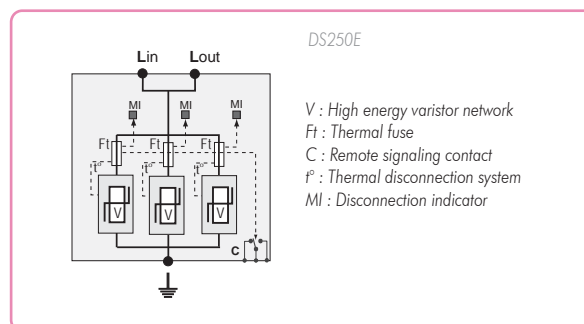 DS250E
Lin Lout
MI MI MI
Ft Ft Ft
t° t° t°
V V V
C
V : High energy varistor network
Ft : Thermal fuse
C : Remote signaling contact
t° : Thermal disconnection system
MI : Disconnection indicator